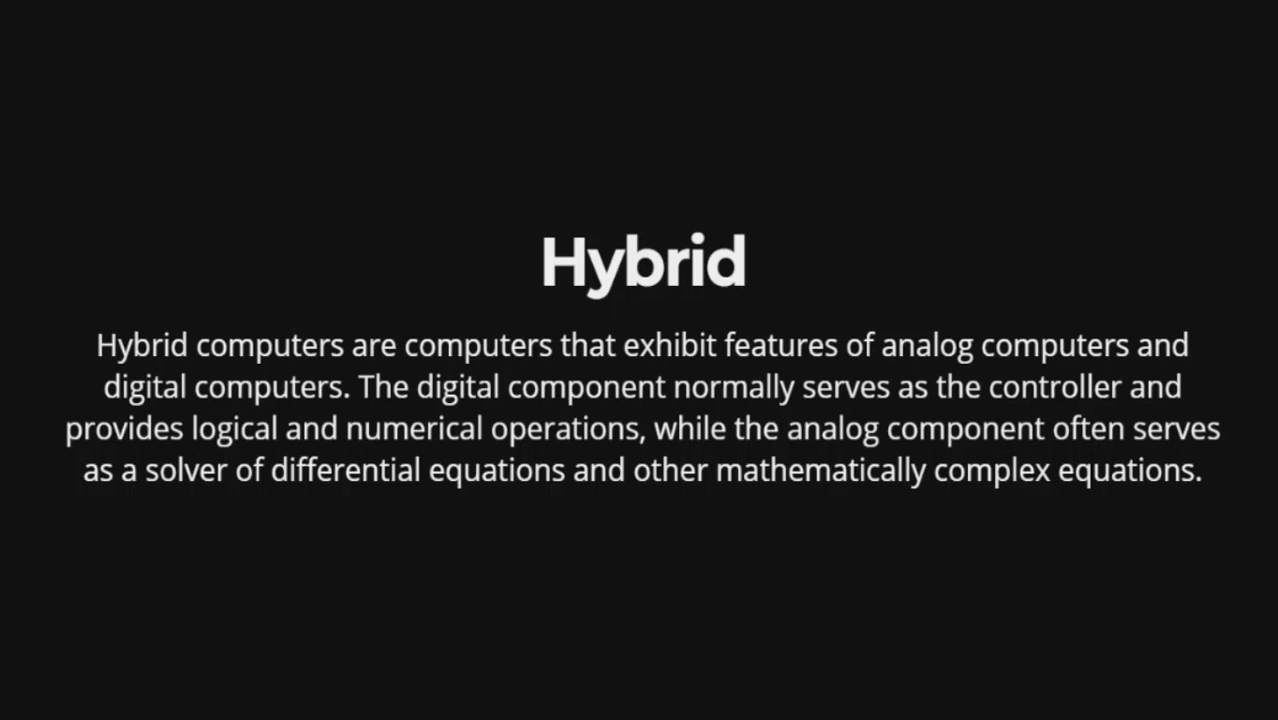 Hybrid
Hybrid computers are computers that exhibit features of analog computers and
digital computers. The digital component normally serves as the controller and
provides logical and numerical operations, while the analog component often serves
as a solver of differential equations and other mathematically complex equations.